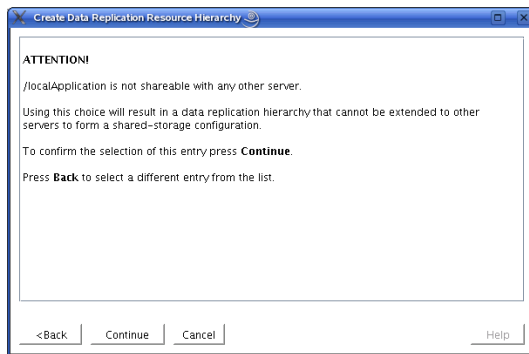 Create Data Replication Resource Hierarchy
ATTENTION!
/localApplication is not shareable with any other server.
Using this choice will result in a data replication hierarchy that cannot be extended to other
servers to form a shared-storage configuration.
To confirm the selection of this entry press Continue.
Press Back to select a different entry from the list.
<Back Continue Cancel Help